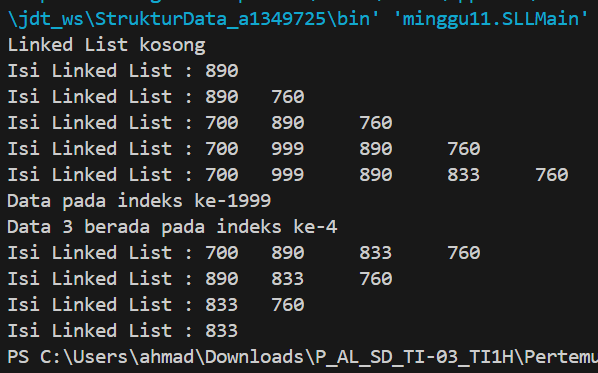 \jdt_ws\StrukturData_a1349725\bin' 'minggu11.SLLMain'
Linked List kosong
Isi Linked List : 890
Isi Linked List : 890 760
Isi Linked List : 700 890 760
Isi Linked List : 700 999 890 760
Isi Linked List : 700 999 890 833 760
Data pada indeks ke-1999
Data 3 berada pada indeks ke-4
Isi Linked List : 700 890 833 760
Isi Linked List : 890 833 760
Isi Linked List : 833 760
Isi Linked List : 833
PS C:\Users\ahmad\Downloads\P_AL_SD_TI-03_TI1H\Pertemu